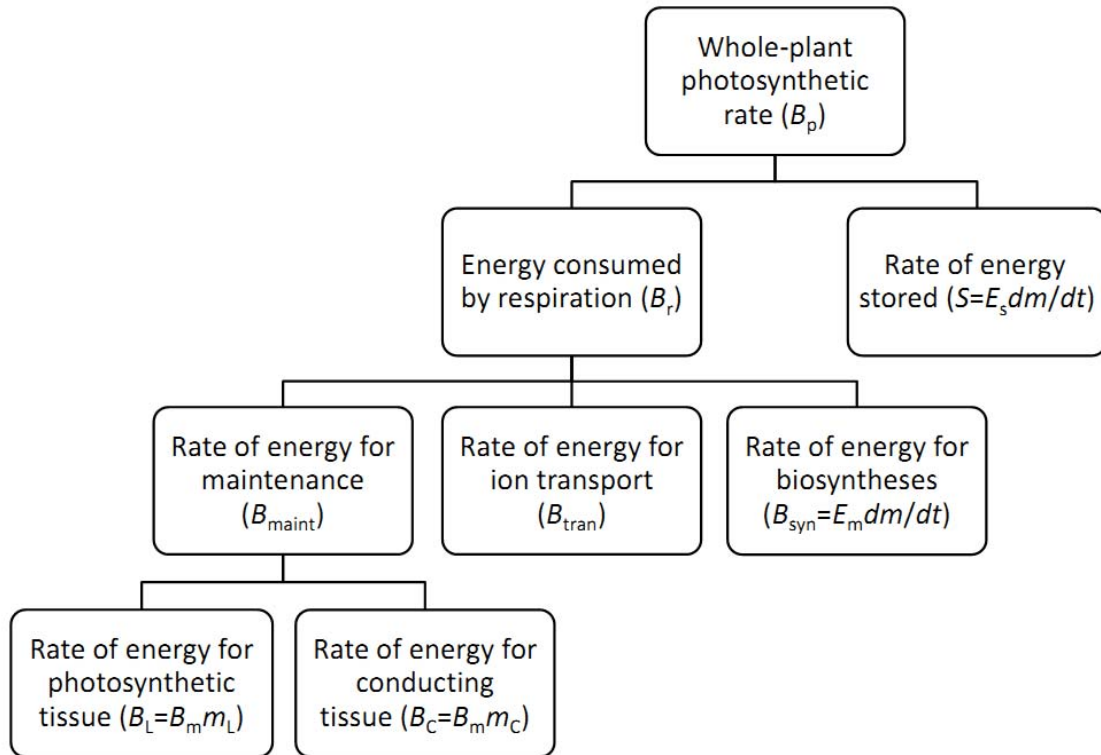 Whole-plant
photosynthetic
rate (Bp)
Energy consumed
by respiration (Br)
Rate of energy
stored (S=Esdm/dt)
Rate of energy for
maintenance
(Bmaint)
Rate of energy for
ion transport
(Btran)
Rate of energy for
biosyntheses
(Bsyn=Emdm/dt)
Rate of energy for
photosynthetic
tissue (BL=BmmL)
Rate of energy for
conducting
tissue (BC=BmmC)